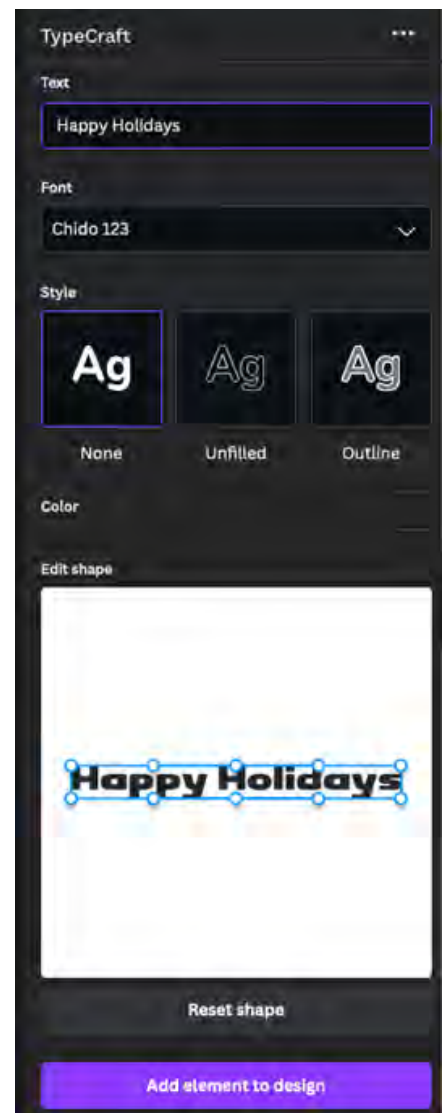 TypeCraft
Text
Happy Holidays
Font
Chido 123
Style
Ag Ag Ag
None Unfilled Outline
Color
Edit shape
Happy Holidays
Reset shape
Add element to design